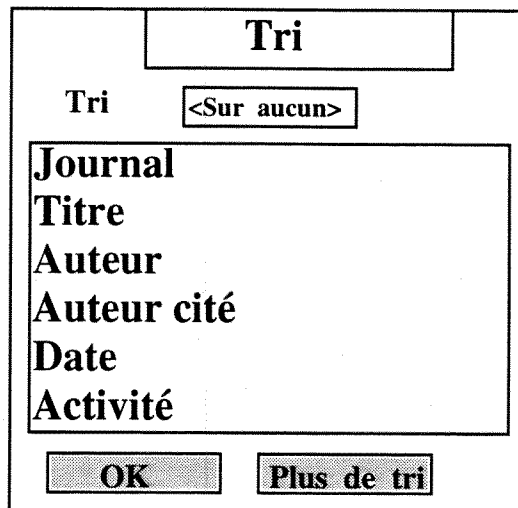 Tri
Tri <Sur aucun>
Journal
Titre
Auteur
Auteur cité
Date
Activité
OK Plus de tri